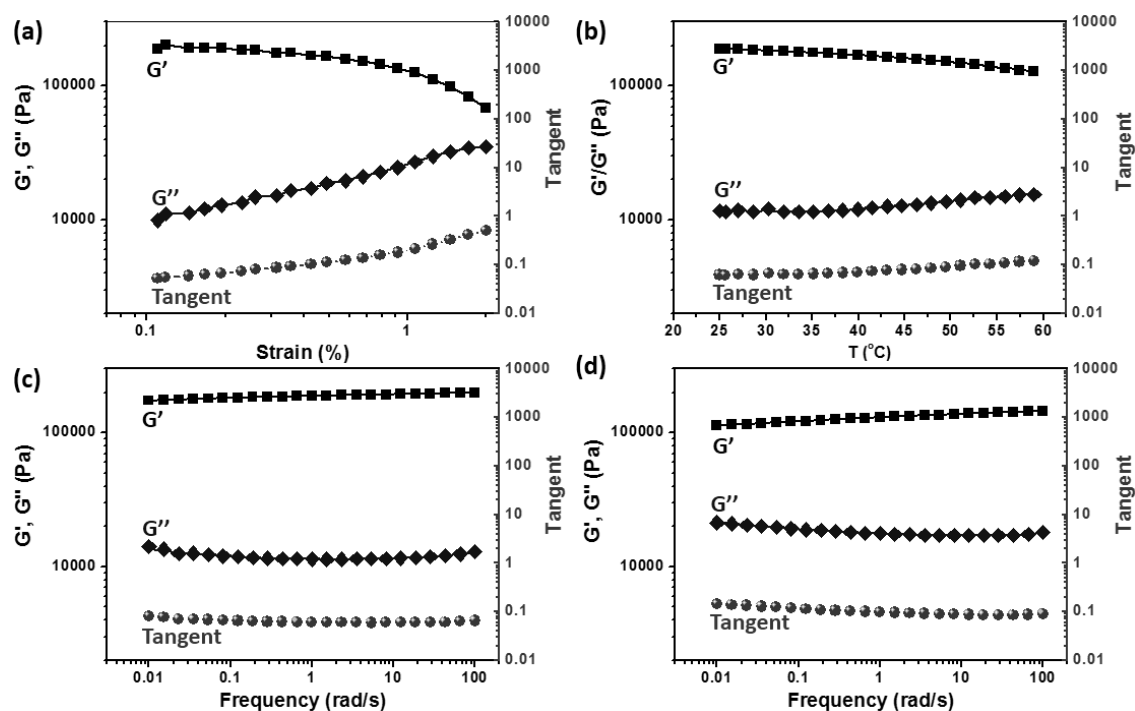 (a)
G'
G''
Tangent
100000
10000
G', G'' (Pa)
10000
1000
100
10
1
0.1
0.01
Tangent
0.1
1
Strain (%)
(b)
G'
G''
Tangent
100000
10000
G'/G'' (Pa)
10000
1000
100
10
1
0.1
0.01
Tangent
20 25 30 35 40 45 50 55 60
T (°C)
(c)
G'
G''
Tangent
100000
10000
G', G'' (Pa)
10000
1000
100
10
1
0.1
0.01
Tangent
0.01 0.1 1 10 100
Frequency (rad/s)
(d)
G'
G''
Tangent
100000
10000
G', G'' (Pa)
10000
1000
100
10
1
0.1
0.01
Tangent
0.01 0.1 1 10 100
Frequency (rad/s)